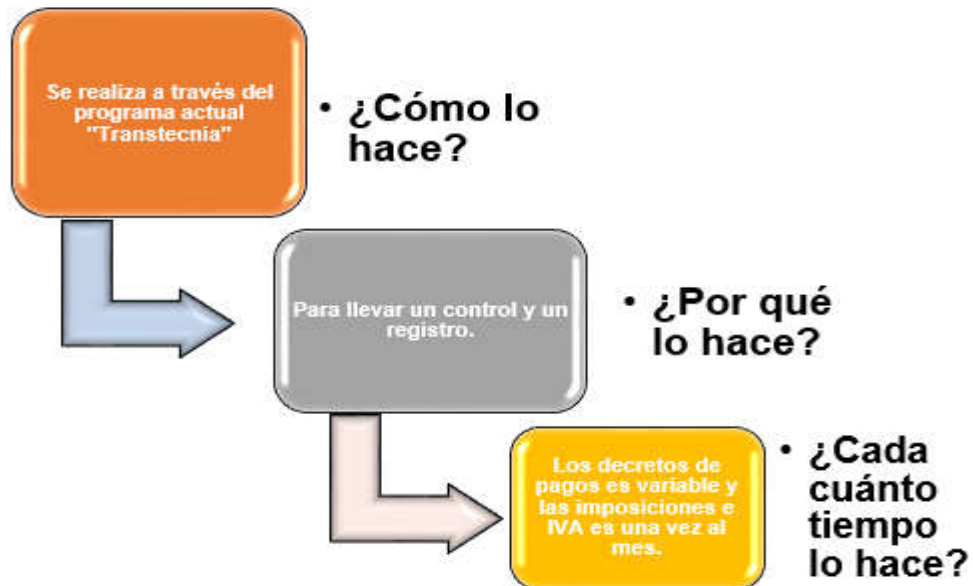 Se realiza a través del
programa actual
"Transtecnia"
• ¿Cómo lo
hace?
Para llevar un control y un
registro.
• ¿Por qué
lo hace?
Los decretos de
pagos es variable y
las imposiciones e
IVA es una vez al
mes.
• ¿Cada
cuánto
tiempo
lo hace?